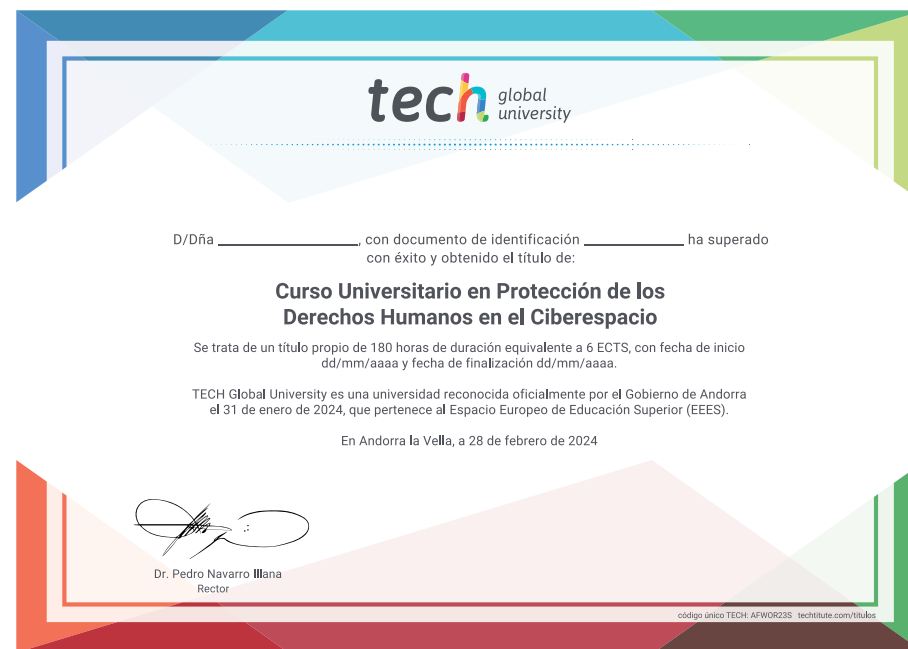 tech global university
D/Dña ____________, con documento de identificación ____________ ha superado
con éxito y obtenido el título de:
Curso Universitario en Protección de los
Derechos Humanos en el Ciberespacio
Se trata de un título propio de 180 horas de duración equivalente a 6 ECTS, con fecha de inicio
dd/mm/aaaa y fecha de finalización dd/mm/aaaa.
TECH Global University es una universidad reconocida oficialmente por el Gobierno de Andorra
el 31 de enero de 2024, que pertenece al Espacio Europeo de Educación Superior (EEES).
En Andorra la Vella, a 28 de febrero de 2024
Dr. Pedro Navarro Illana
Rector
código único TECH: AFWOR23S techtitute.com/titulos